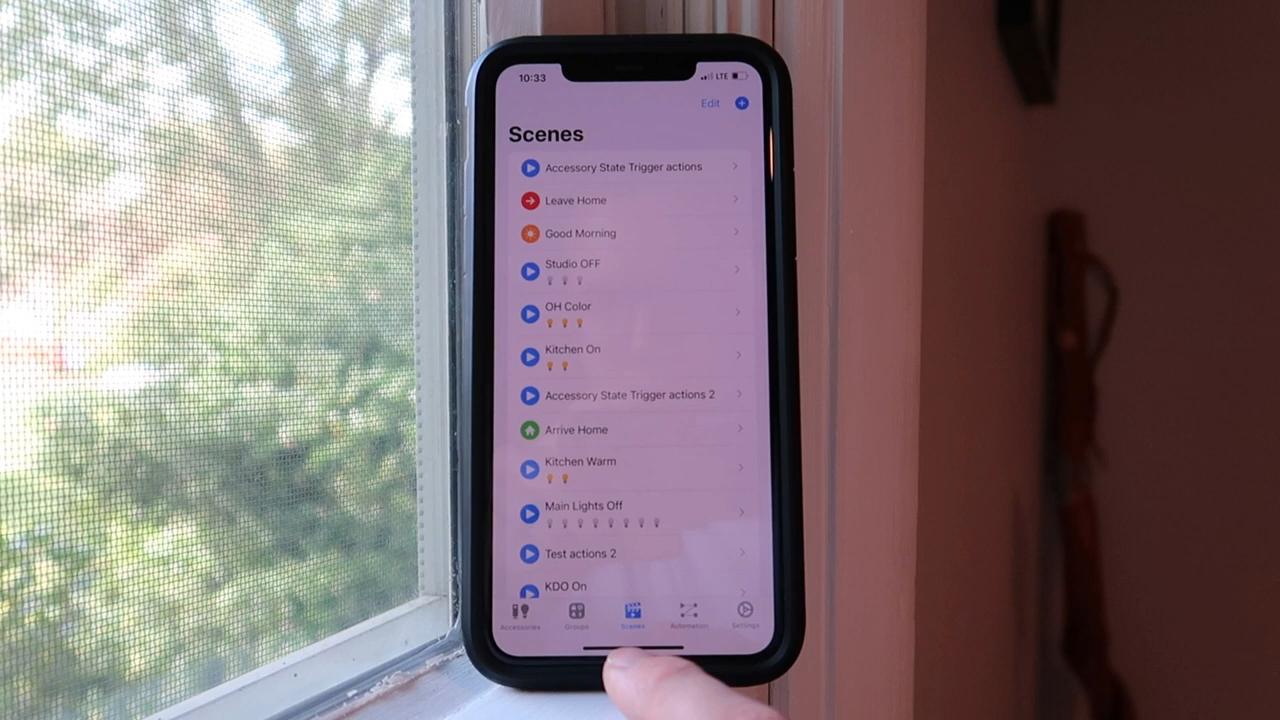 10:33
LTE
Edit
Scenes
Accessory State Trigger actions
Leave Home
Good Morning
Studio OFF
OH Color
Kitchen On
Accessory State Trigger actions 2
Arrive Home
Kitchen Warm
Main Lights Off
Test actions 2
KDO On
Accessories
Groups
Scenes
Automation
Settings